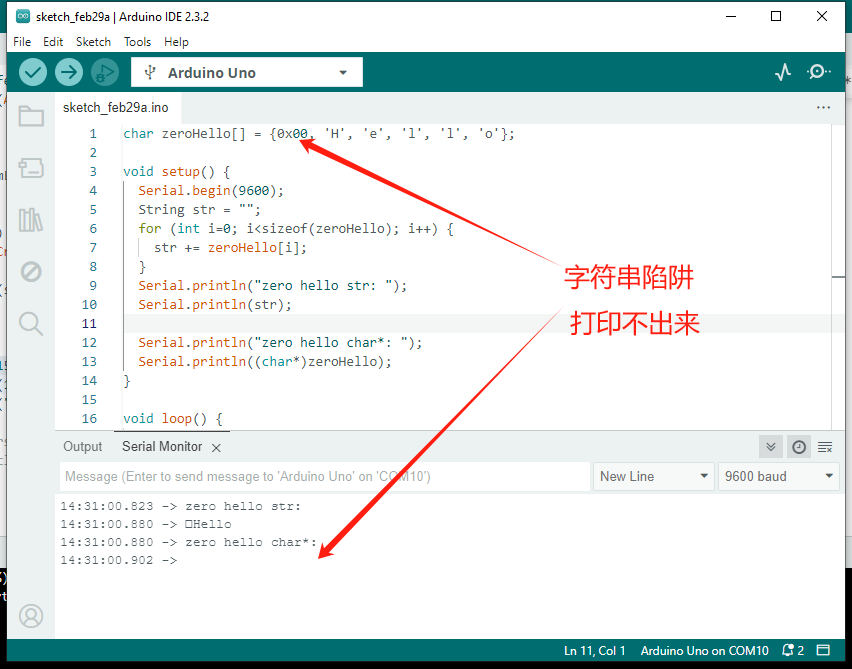 sketch_feb29a | Arduino IDE 2.3.2
File Edit Sketch Tools Help
Arduino Uno
sketch_feb29a.ino
1 char zeroHello[] = {0x00, 'H', 'e', 'l', 'l', 'o'};
2
3 void setup() {
4 Serial.begin(9600);
5 String str = "";
6 for (int i=0; i<sizeof(zeroHello); i++) {
7 str += zeroHello[i];
8 }
9 Serial.println("zero hello str: ");
10 Serial.println(str);
11
12 Serial.println("zero hello char*: ");
13 Serial.println((char*)zeroHello);
14 }
15
16 void loop() {
字符串陷阱
打印不出来
Output Serial Monitor
Message (Enter to send message to 'Arduino Uno' on 'COM10')
New Line
9600 baud
14:31:00.823 -> zero hello str:
14:31:00.880 -> □Hello
14:31:00.880 -> zero hello char*:
14:31:00.902 ->
Ln 11, Col 1 Arduino Uno on COM10 2